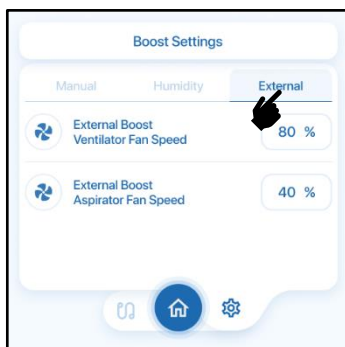 Boost Settings
Manual Humidity External
External Boost
Ventilator Fan Speed
80 %
External Boost
Aspirator Fan Speed
40 %